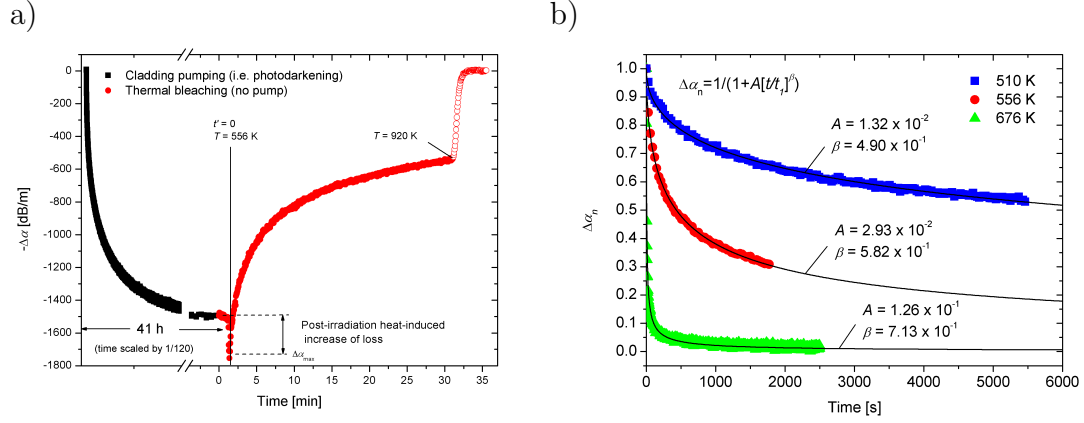 a)
0
-200
-400
-600
-800
-1000
-1200
-1400
-1600
-1800
-Δα [dB/m]
Cladding pumping (i.e. photodarkening)
Thermal bleaching (no pump)
t' = 0
T = 556 K
T = 920 K
41 h
(time scaled by 1/120)
Post-irradiation heat-induced
increase of loss
Δα_max
0 5 10 15 20 25 30 35
Time [min]
b)
1.0
0.9
0.8
0.7
0.6
0.5
0.4
0.3
0.2
0.1
0.0
Δα_n
Δα_n=1/(1+A[t/t_1]^β)
510 K
556 K
676 K
A = 1.32 x 10^-2
β = 4.90 x 10^-1
A = 2.93 x 10^-2
β = 5.82 x 10^-1
A = 1.26 x 10^-1
β = 7.13 x 10^-1
0 1000 2000 3000 4000 5000 6000
Time [s]